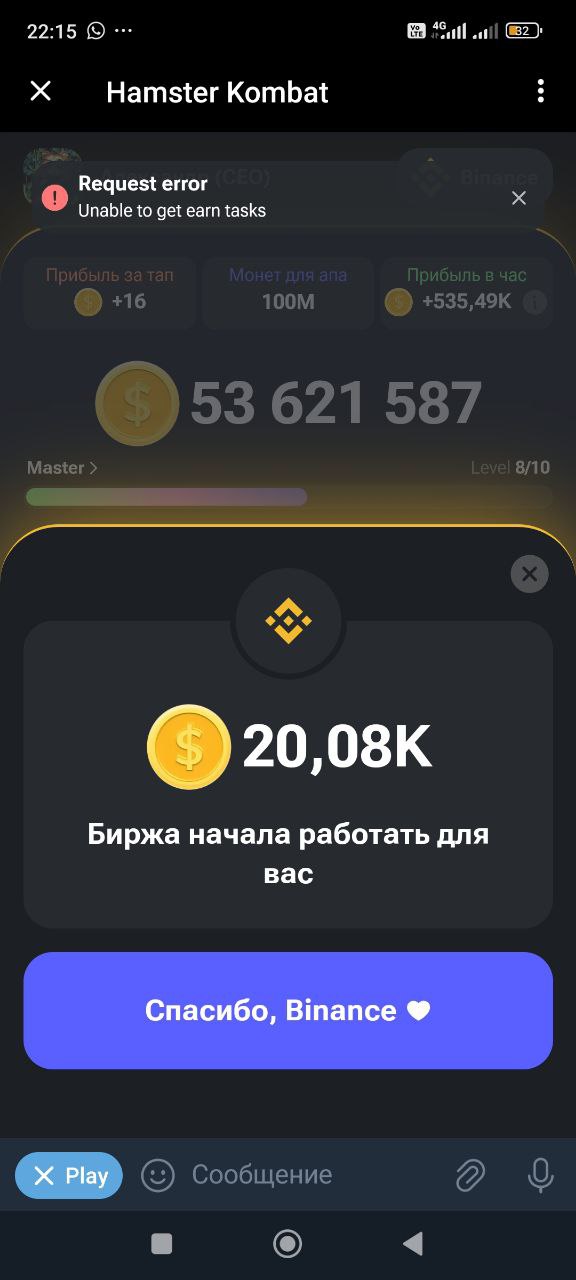 22:15
Vo LTE 4G 32
Hamster Kombat
(CEO)
Binance
Request error
Unable to get earn tasks
Прибыль за тап
+16
Монет для апа
100M
Прибыль в час
+535,49K
53 621 587
Master >
Level 8/10
20,08K
Биржа начала работать для
вас
Спасибо, Binance
Play
Сообщение